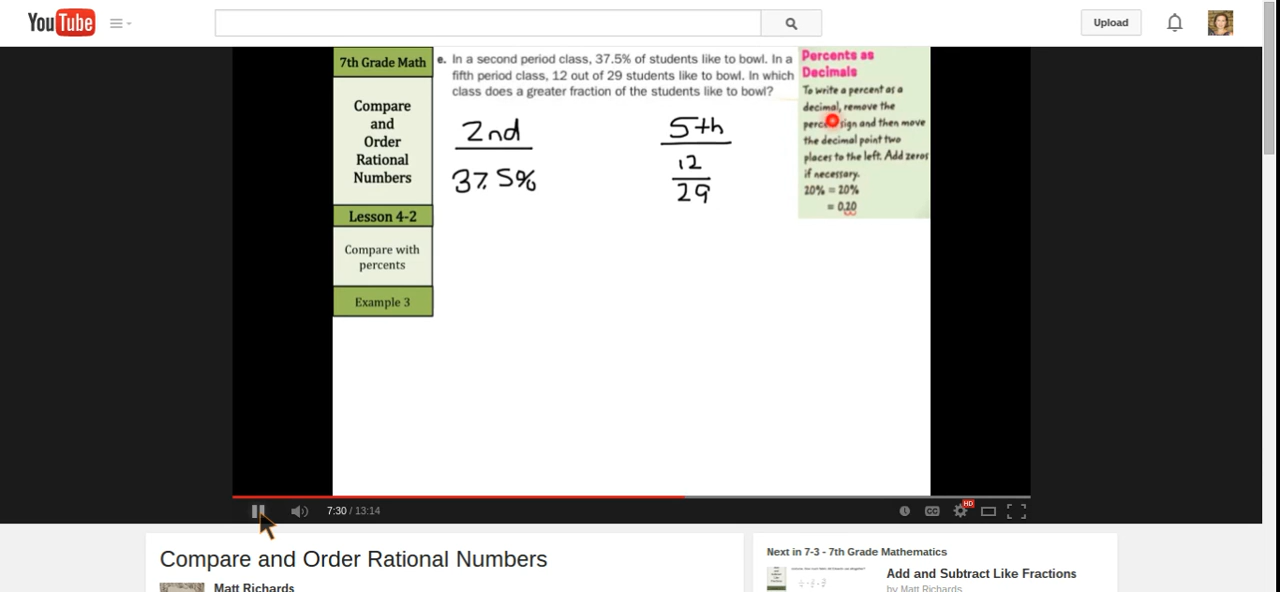 YouTube
Upload
7th Grade Math
Compare
and
Order
Rational
Numbers
Lesson 4-2
Compare with
percents
Example 3
e. In a second period class, 37.5% of students like to bowl. In a
fifth period class, 12 out of 29 students like to bowl. In which
class does a greater fraction of the students like to bowl?
2nd
37.5%
5th
12
29
Percents as
Decimals
To write a percent as a
decimal, remove the
sign and then move
the decimal point two
places to the left. Add zeros
if necessary.
20% = 20%
= 0.20
7:30 / 13:14
CC
HD
Compare and Order Rational Numbers
Matt Richards
Next in 7-3 - 7th Grade Mathematics
Add and Subtract Like Fractions
by Matt Richards